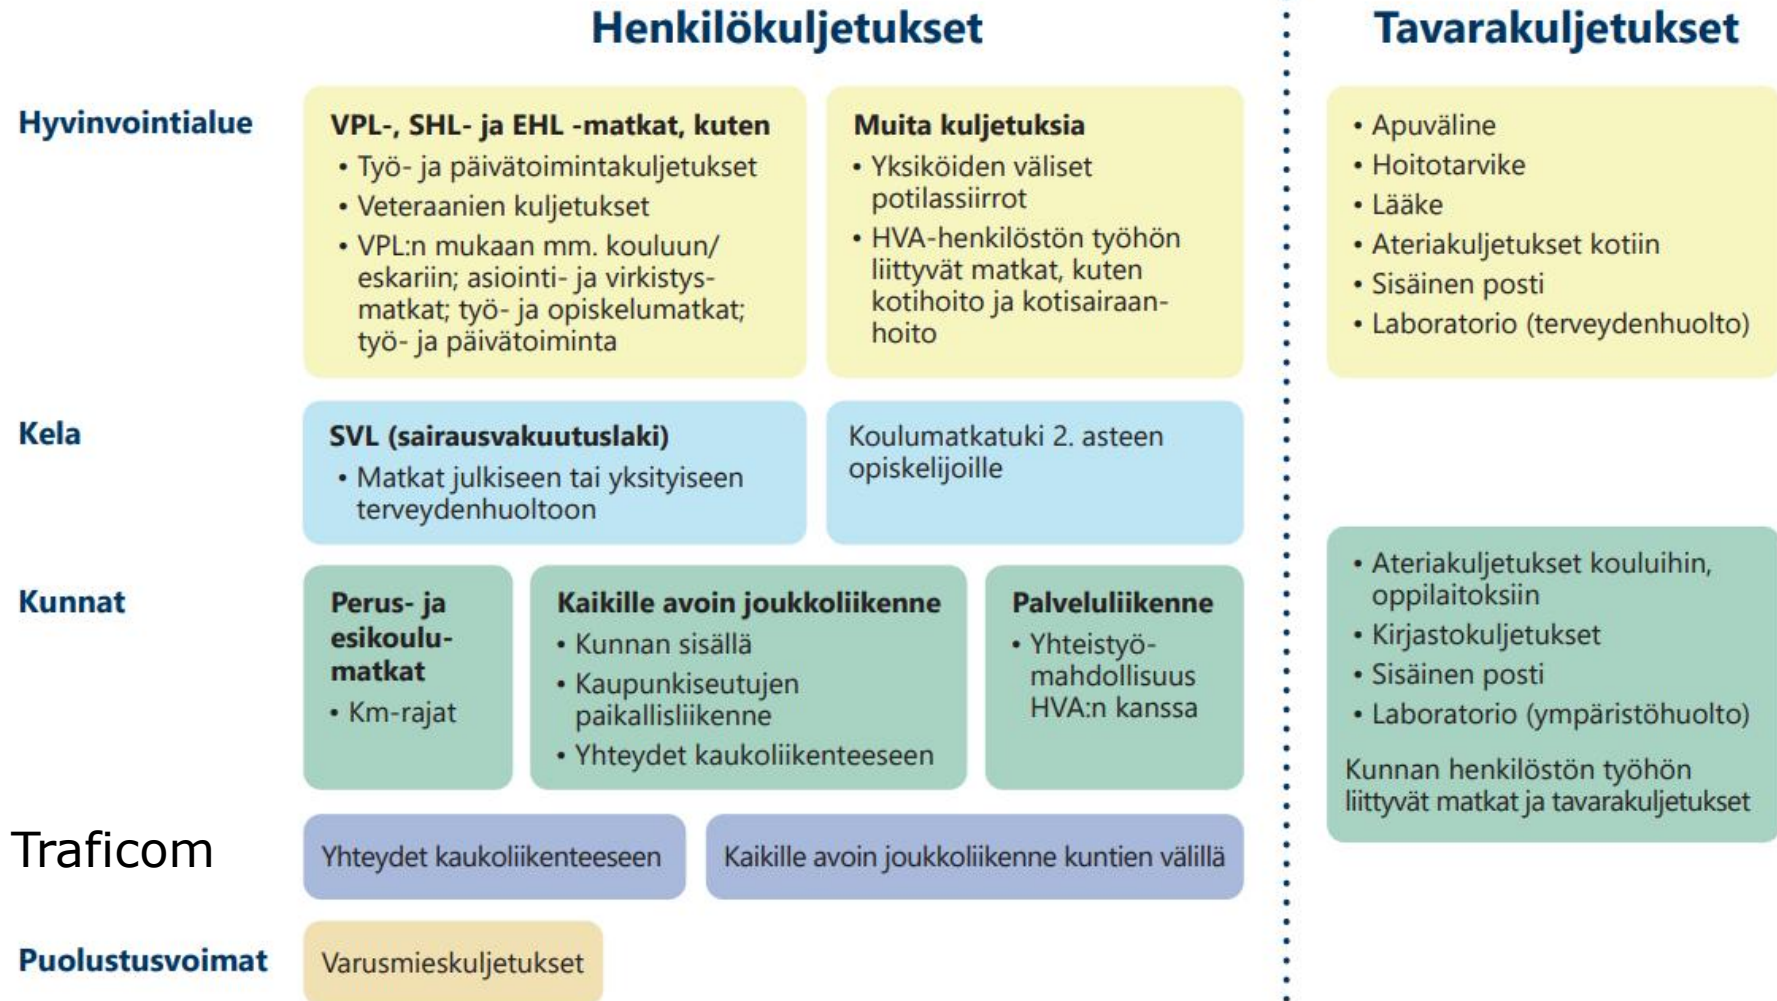 Henkilökuljetukset
Tavarakuljetukset
Hyvinvointialue
VPL-, SHL- ja EHL -matkat, kuten
• Työ- ja päivätoimintakuljetukset
• Veteraanien kuljetukset
• VPL:n mukaan mm. kouluun/
eskariin; asiointi- ja virkistys-
matkat; työ- ja opiskelumatkat;
työ- ja päivätoiminta
Muita kuljetuksia
• Yksiköiden väliset
potilassiirrot
• HVA-henkilöstön työhön
liittyvät matkat, kuten
kotihoito ja kotisairaan-
hoito
• Apuväline
• Hoitotarvike
• Lääke
• Ateriakuljetukset kotiin
• Sisäinen posti
• Laboratorio (terveydenhuolto)
Kela
SVL (sairausvakuutuslaki)
• Matkat julkiseen tai yksityiseen
terveydenhuoltoon
Koulumatkatuki 2. asteen
opiskelijoille
Kunnat
Perus- ja
esikoulu-
matkat
• Km-rajat
Kaikille avoin joukkoliikenne
• Kunnan sisällä
• Kaupunkiseutujen
paikallisliikenne
• Yhteydet kaukoliikenteeseen
Palveluliikenne
• Yhteistyö-
mahdollisuus
HVA:n kanssa
• Ateriakuljetukset kouluihin,
oppilaitoksiin
• Kirjastokuljetukset
• Sisäinen posti
• Laboratorio (ympäristöhuolto)
Kunnan henkilöstön työhön
liittyvät matkat ja tavarakuljetukset
Traficom
Yhteydet kaukoliikenteeseen
Kaikille avoin joukkoliikenne kuntien välillä
Puolustusvoimat
Varusmieskuljetukset